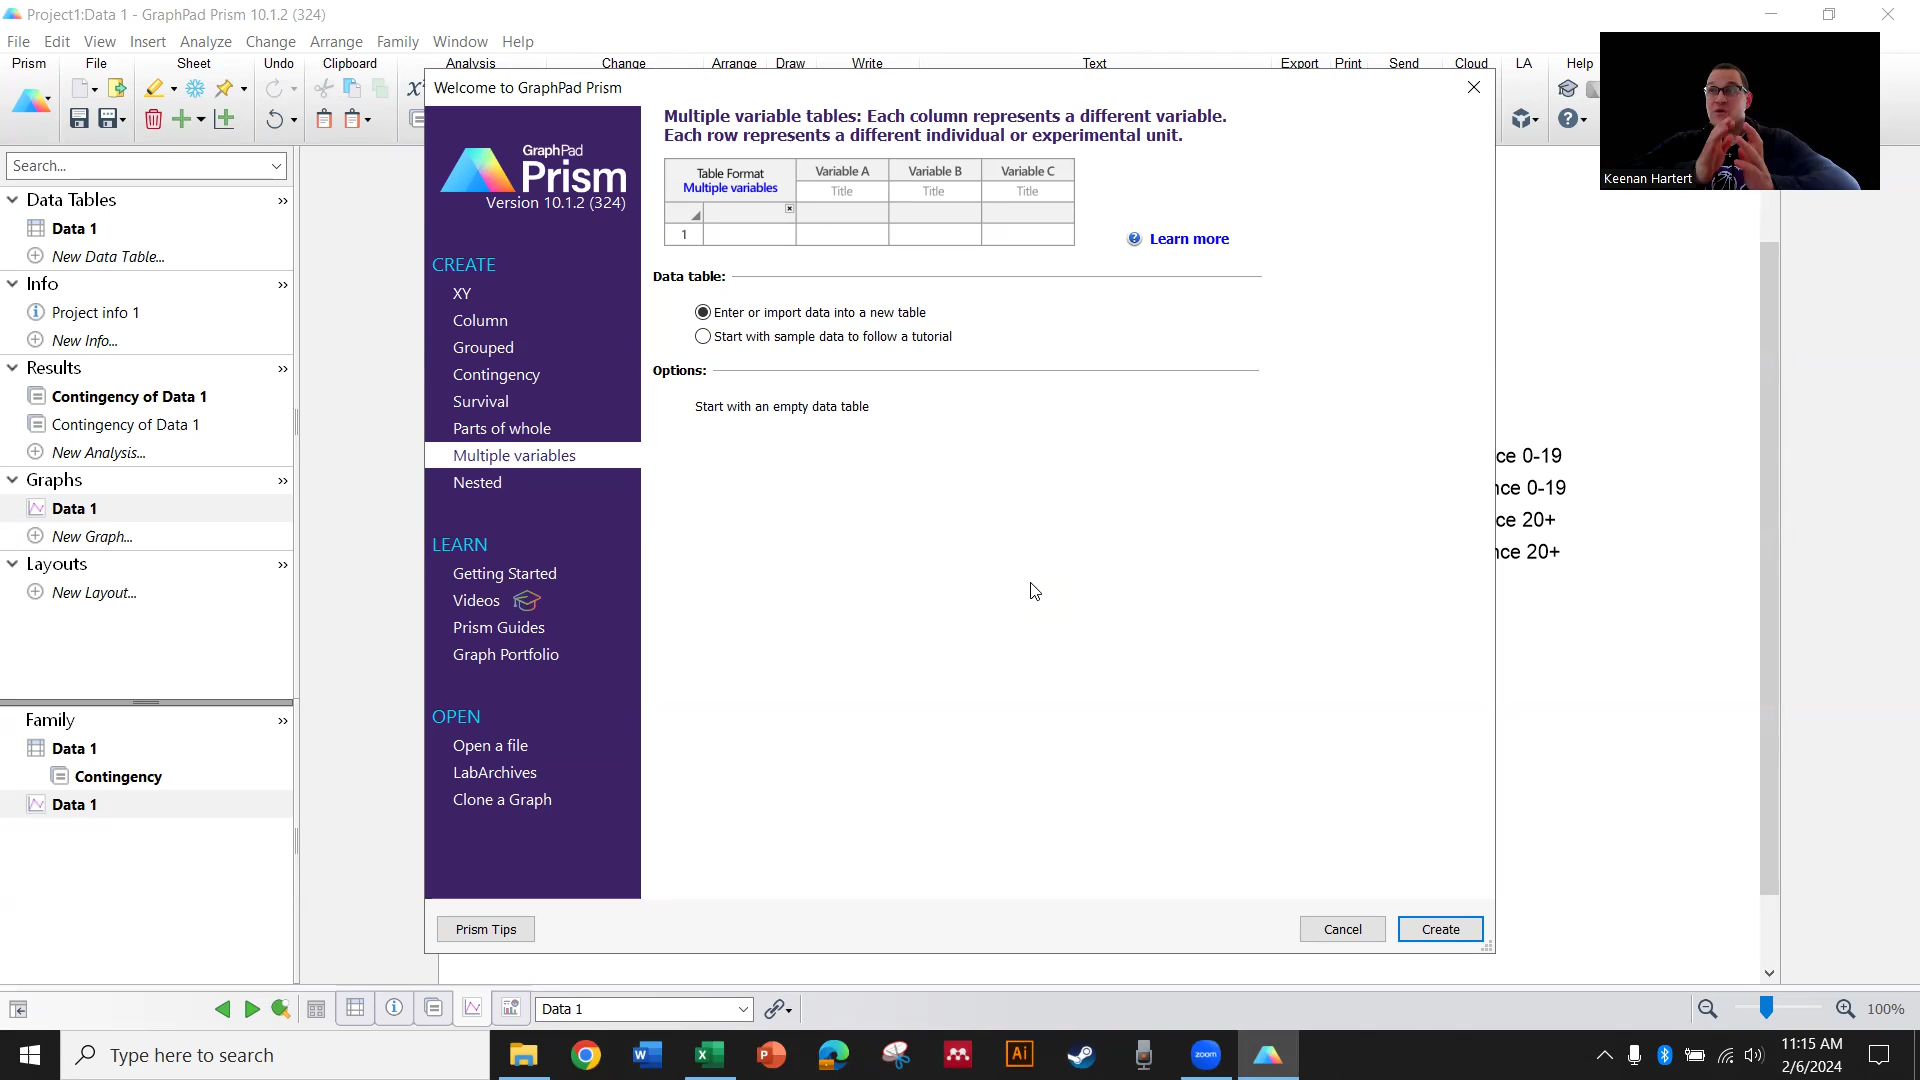 Project1:Data 1 - GraphPad Prism 10.1.2 (324)
File Edit View Insert Analyze Change Arrange Family Window Help
Prism File Sheet Undo Clipboard Analysis Change Arrange Draw Write Text Export Print Send Cloud LA Help
Search...
Data Tables »
Data 1
New Data Table...
Info »
Project info 1
New Info...
Results »
Contingency of Data 1
Contingency of Data 1
New Analysis...
Graphs »
Data 1
New Graph...
Layouts »
New Layout...
Family »
Data 1
Contingency
Data 1
Welcome to GraphPad Prism
GraphPad
Prism
Version 10.1.2 (324)
CREATE
XY
Column
Grouped
Contingency
Survival
Parts of whole
Multiple variables
Nested
LEARN
Getting Started
Videos
Prism Guides
Graph Portfolio
OPEN
Open a file
LabArchives
Clone a Graph
Multiple variable tables: Each column represents a different variable.
Each row represents a different individual or experimental unit.
Table Format
Multiple variables
Variable A Variable B Variable C
Title Title Title
1
Learn more
Data table:
Enter or import data into a new table
Start with sample data to follow a tutorial
Options:
Start with an empty data table
Prism Tips Cancel Create
Keenan Hartert
ce 0-19
nce 0-19
ce 20+
nce 20+
Data 1
100%
Type here to search
zoom
Ai
11:15 AM
2/6/2024